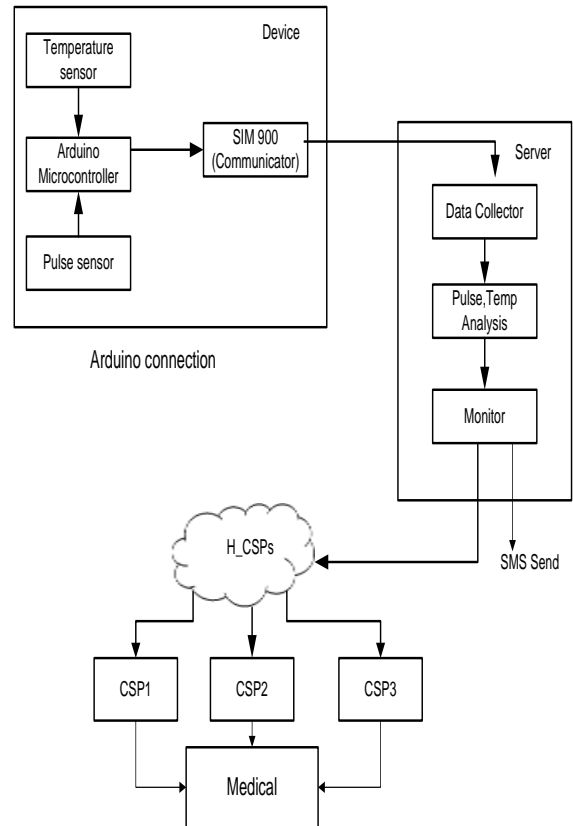 Device
Temperature
sensor
Arduino
Microcontroller
Pulse sensor
SIM 900
(Communicator)
Arduino connection
Server
Data Collector
Pulse,Temp
Analysis
Monitor
SMS Send
H_CSPs
CSP1
CSP2
CSP3
Medical